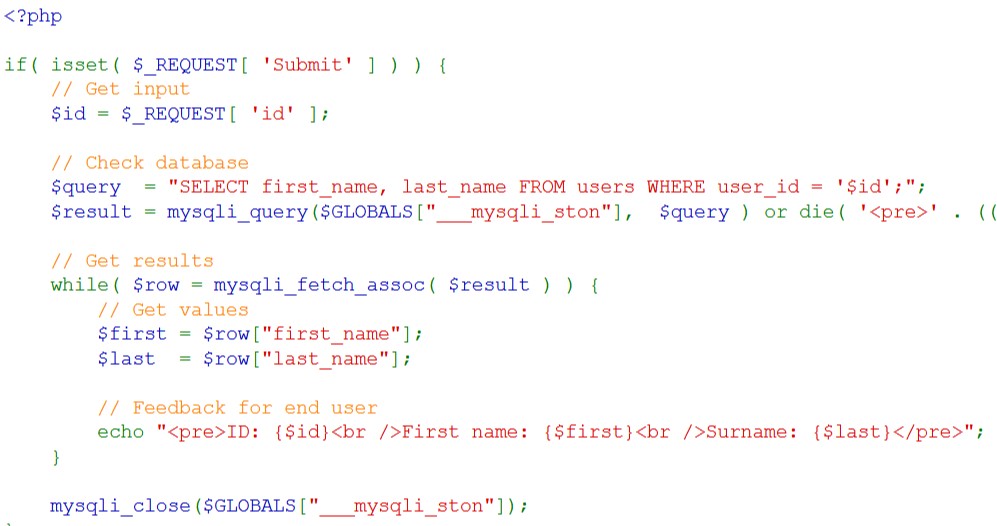 <?php

if( isset( $_REQUEST[ 'Submit' ] ) ) {
    // Get input
    $id = $_REQUEST[ 'id' ];

    // Check database
    $query  = "SELECT first_name, last_name FROM users WHERE user_id = '$id';";
    $result = mysqli_query($GLOBALS["___mysqli_ston"],  $query ) or die( '<pre>' . ((

    // Get results
    while( $row = mysqli_fetch_assoc( $result ) ) {
        // Get values
        $first = $row["first_name"];
        $last  = $row["last_name"];

        // Feedback for end user
        echo "<pre>ID: {$id}<br />First name: {$first}<br />Surname: {$last}</pre>";
    }

    mysqli_close($GLOBALS["___mysqli_ston"]);